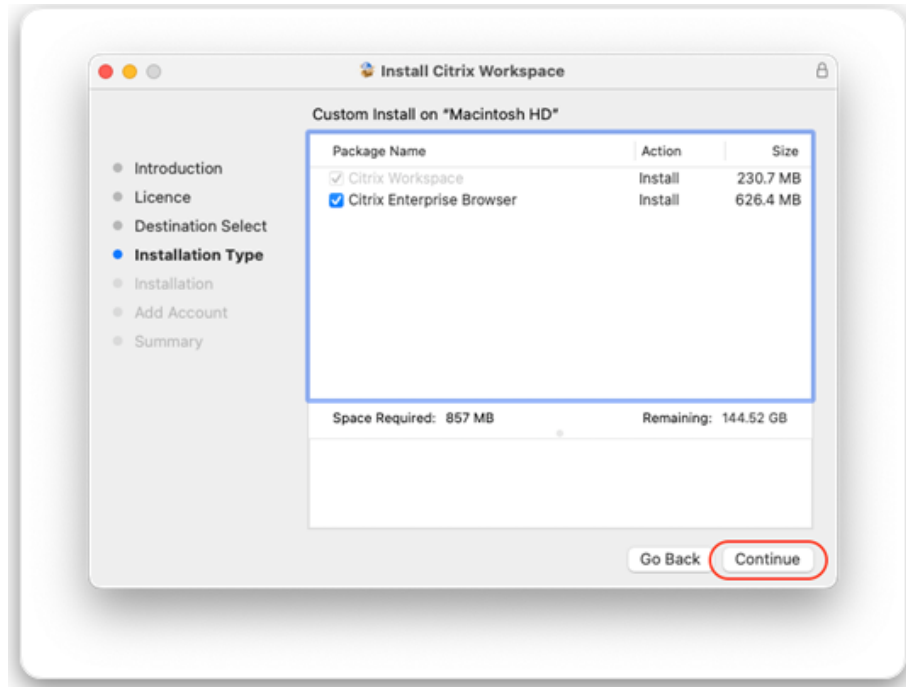 Install Citrix Workspace
Custom Install on “Macintosh HD”
Introduction
Licence
Destination Select
Installation Type
Installation
Add Account
Summary
Package Name Action Size
Citrix Workspace Install 230.7 MB
Citrix Enterprise Browser Install 626.4 MB
Space Required: 857 MB Remaining: 144.52 GB
Go Back Continue